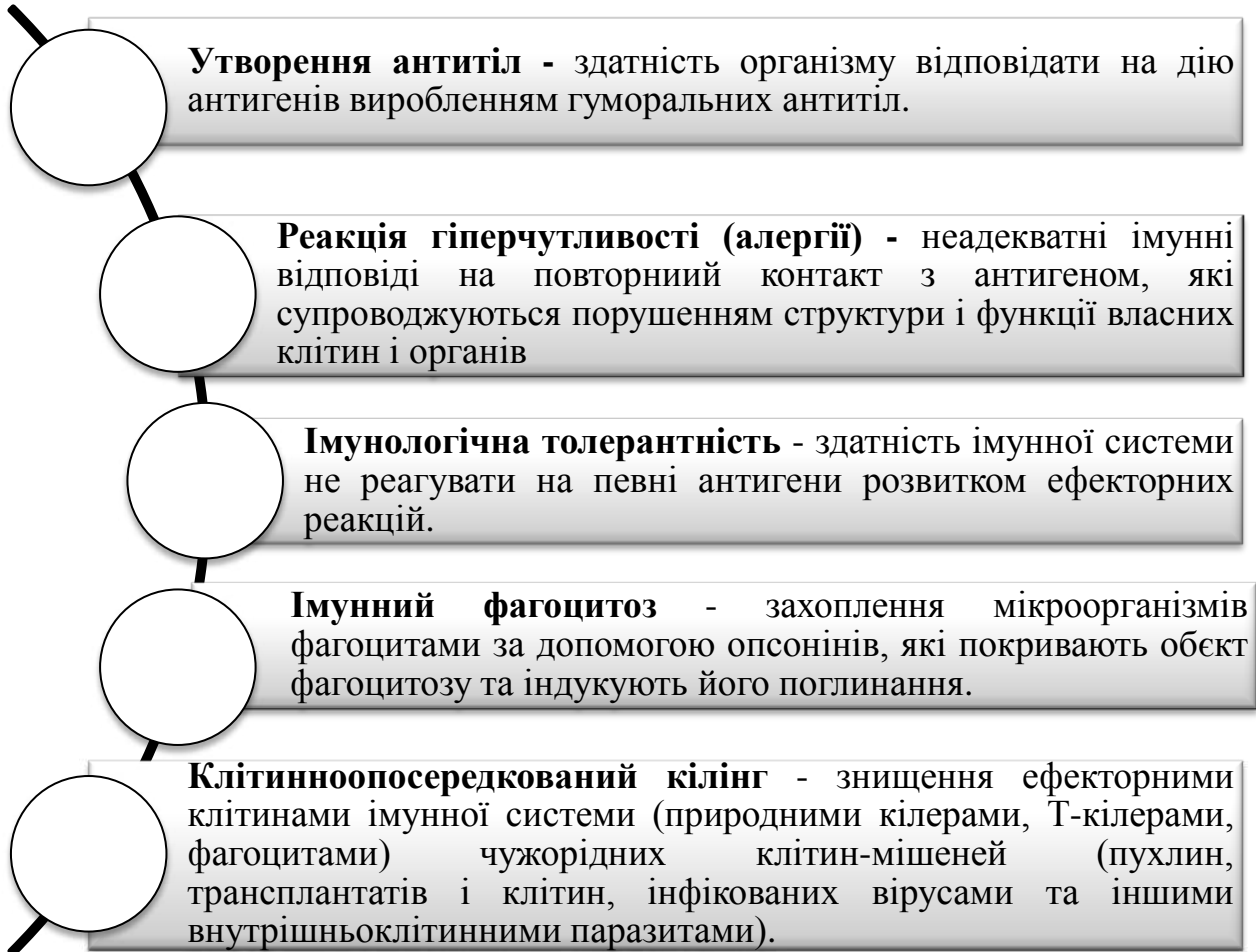 Утворення антитіл - здатність організму відповідати на дію
антигенів виробленням гуморальних антитіл.
Реакція гіперчутливості (алергії) - неадекватні імунні
відповіді на повторниий контакт з антигеном, які
супроводжуються порушенням структури і функції власних
клітин і органів
Імунологічна толерантність - здатність імунної системи
не реагувати на певні антигени розвитком ефекторних
реакцій.
Імунний фагоцитоз - захоплення мікроорганізмів
фагоцитами за допомогою опсонінів, які покривають обєкт
фагоцитозу та індукують його поглинання.
Клітинноопосередкований кілінг - знищення ефекторними
клітинами імунної системи (природними кілерами, Т-кілерами,
фагоцитами) чужорідних клітин-мішеней (пухлин,
трансплантатів і клітин, інфікованих вірусами та іншими
внутрішньоклітинними паразитами).